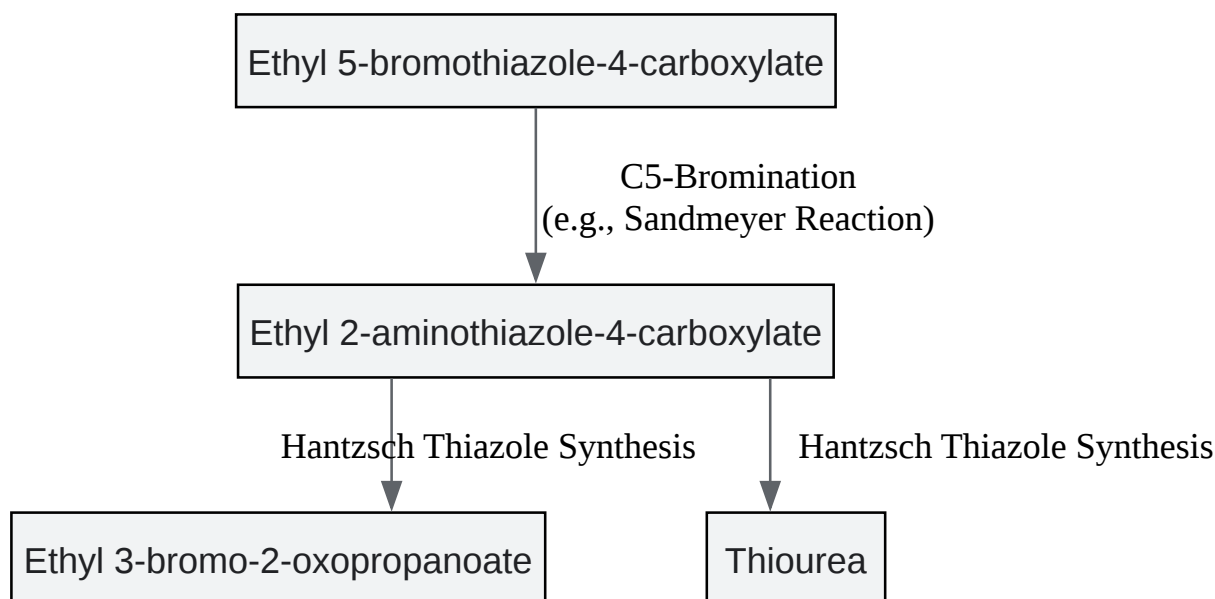 Ethyl 5-bromothiazole-4-carboxylate
C5-Bromination
(e.g., Sandmeyer Reaction)
Ethyl 2-aminothiazole-4-carboxylate
Hantzsch Thiazole Synthesis
Hantzsch Thiazole Synthesis
Ethyl 3-bromo-2-oxopropanoate
Thiourea